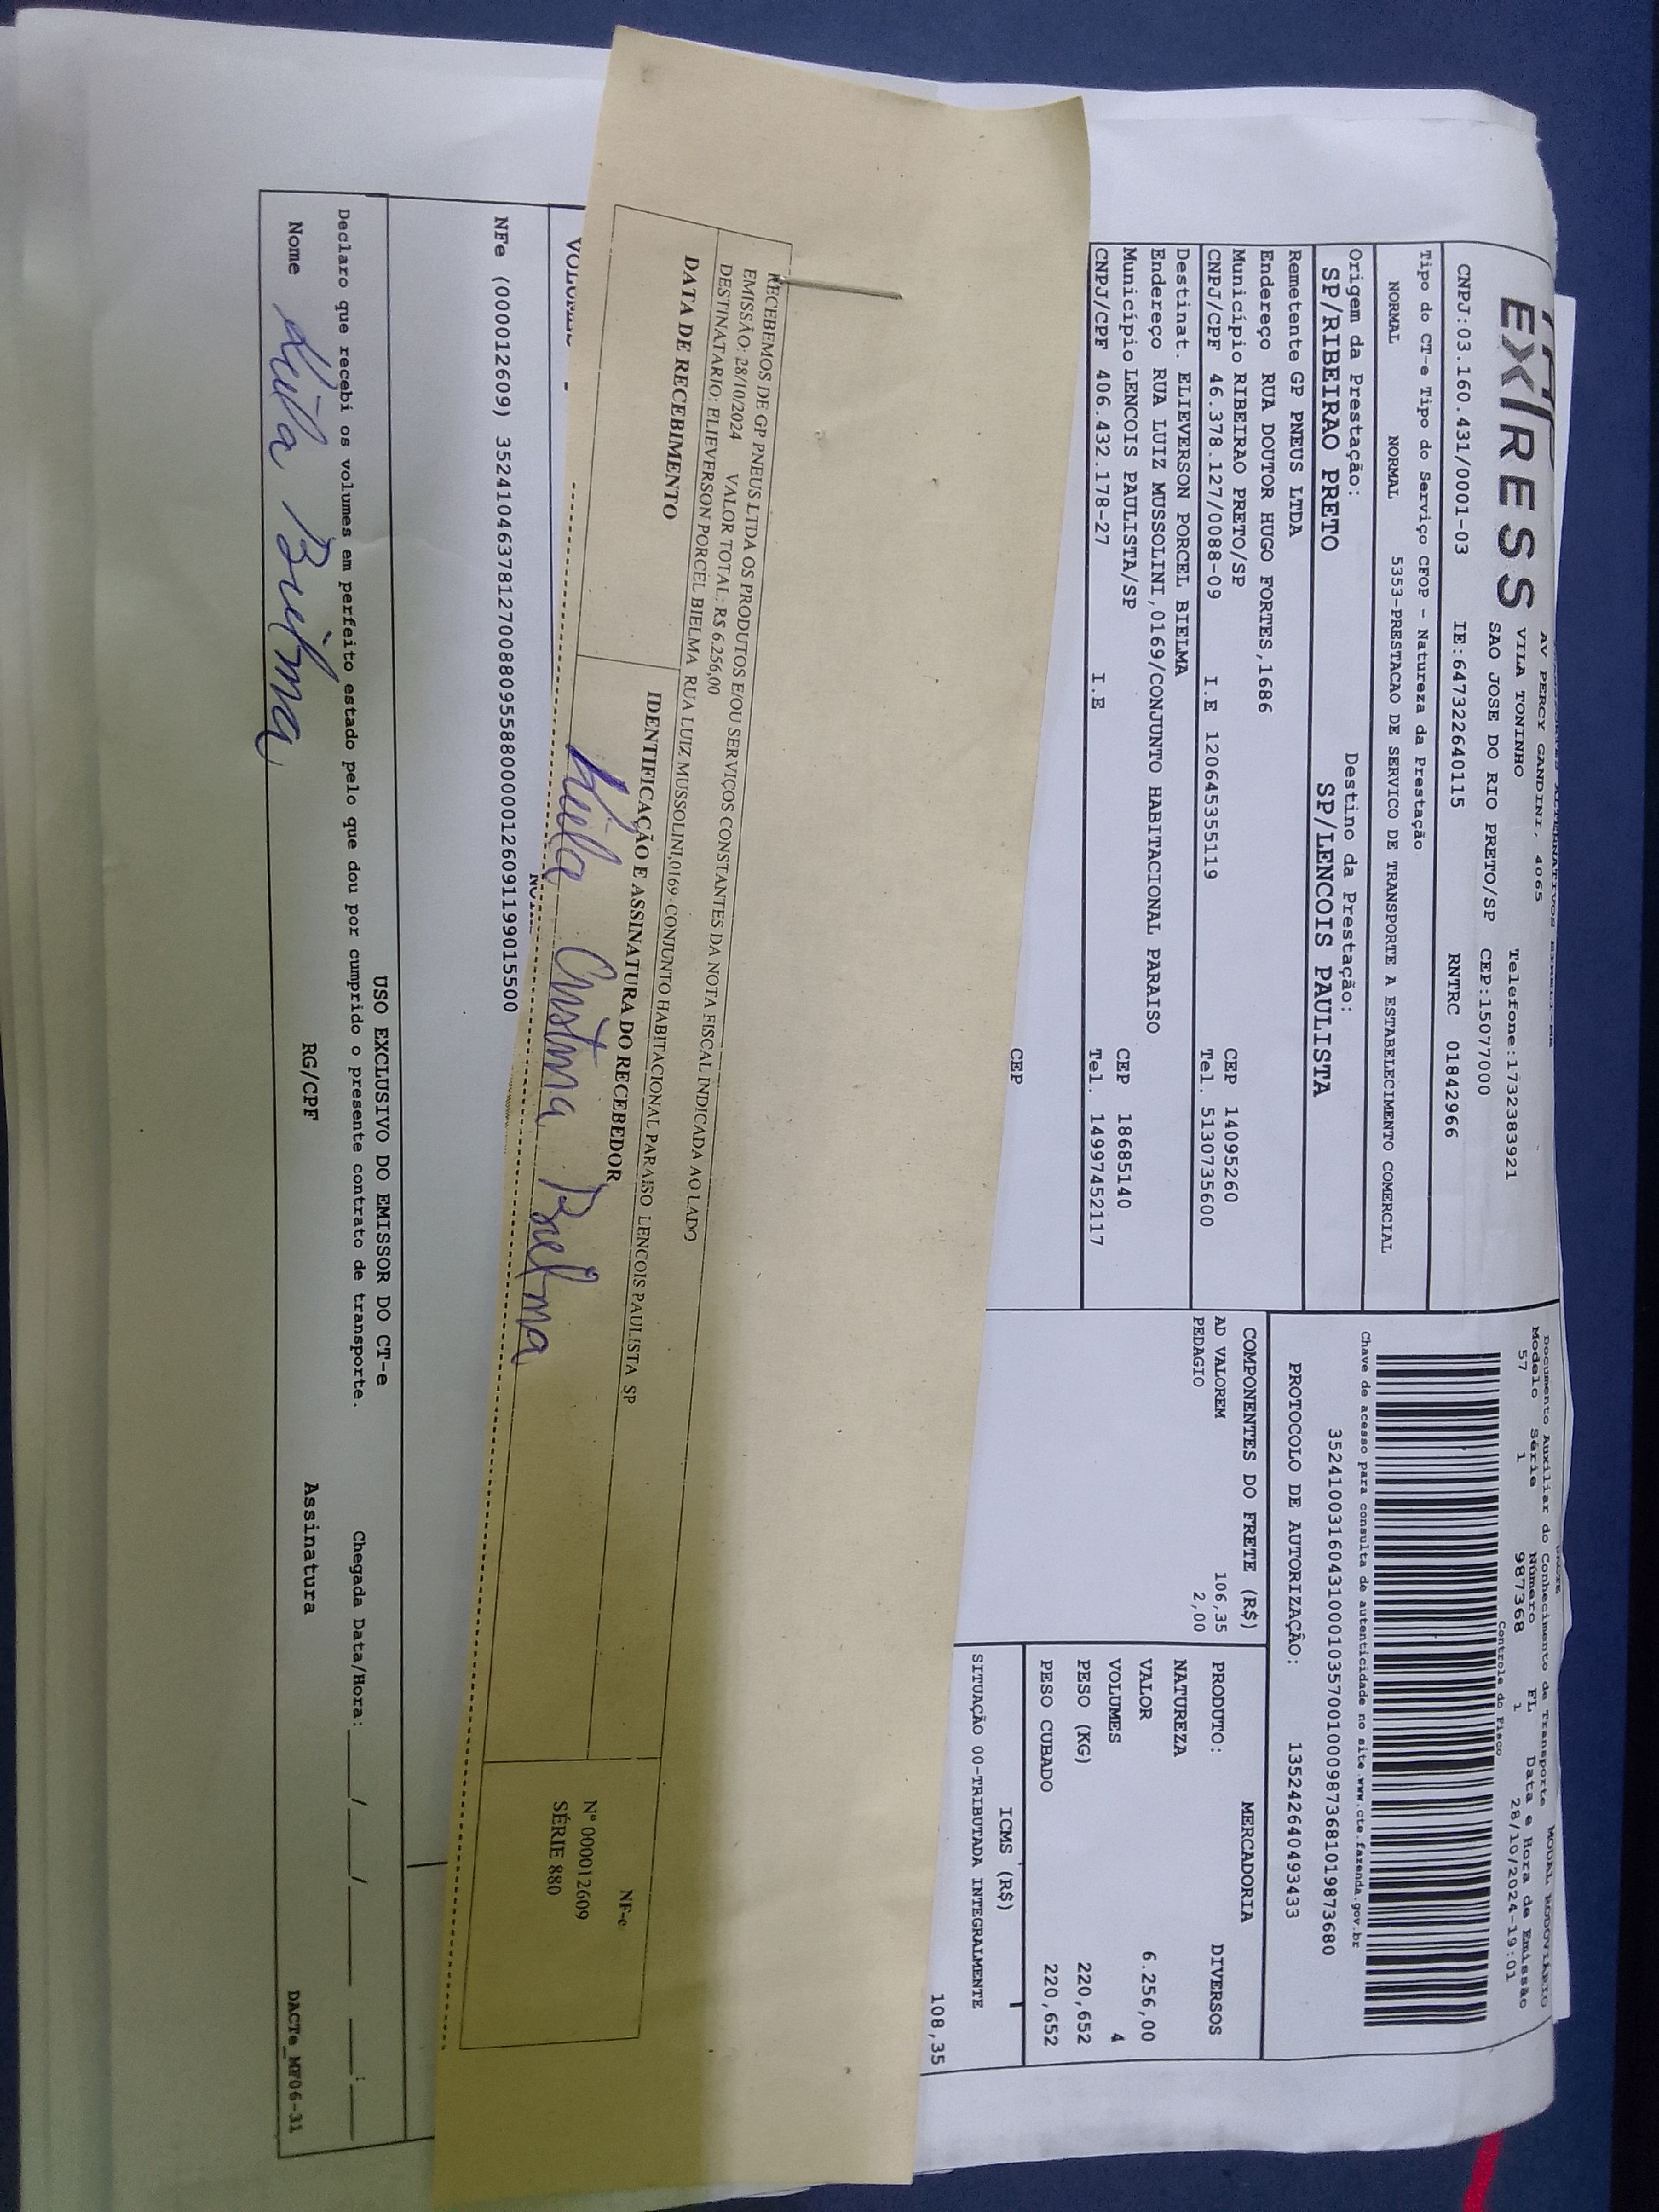 EXPRESS
AV PERCY GANDINI, 4065
VILA TONINHO Telefone:1732383921
SAO JOSE DO RIO PRETO/SP CEP:15077000
CNPJ:03.160.431/0001-03 IE:647322640115 RNTRC 01842966
Tipo do CT-e Tipo do Serviço CFOP - Natureza da Prestação
NORMAL NORMAL 5353-PRESTACAO DE SERVICO DE TRANSPORTE A ESTABELECIMENTO COMERCIAL
Origem da Prestação: Destino da Prestação:
SP/RIBEIRAO PRETO SP/LENCOIS PAULISTA
Remetente GP PNEUS LTDA
Endereço RUA DOUTOR HUGO FORTES,1686
Município RIBEIRAO PRETO/SP CEP 14095260
CNPJ/CPF 46.378.127/0088-09 I.E 120645355119 Tel. 5130735600
Destinat. ELIEVERSON PORCEL BIELMA
Endereço RUA LUIZ MUSSOLINI,0169/CONJUNTO HABITACIONAL PARAISO
Município LENCOIS PAULISTA/SP CEP 18685140
CNPJ/CPF 406.432.178-27 I.E Tel. 14997452117
CEP
Documento Auxiliar do Conhecimento de Transporte MODAL RODOVIARIO
Modelo Série Número FL Data e Hora de Emissão
57 1 987368 1 28/10/2024-19:01
Controle do Fisco
Chave de acesso para consulta de autenticidade no site www.cte.fazenda.gov.br
35241003160431000103570010009873681019873680
PROTOCOLO DE AUTORIZAÇÃO: 135242640493433
COMPONENTES DO FRETE (R$)
AD VALOREM 106,35
PEDAGIO 2,00
MERCADORIA
PRODUTO: DIVERSOS
NATUREZA
VALOR 6.256,00
VOLUMES 4
PESO (KG) 220,652
PESO CUBADO 220,652
ICMS (R$)
SITUAÇÃO 00-TRIBUTADA INTEGRALMENTE
108,35
RECEBEMOS DE GP PNEUS LTDA OS PRODUTOS E/OU SERVIÇOS CONSTANTES DA NOTA FISCAL INDICADA AO LADO
EMISSÃO: 28/10/2024 VALOR TOTAL: R$ 6.256,00
DESTINATARIO: ELIEVERSON PORCEL BIELMA RUA LUIZ MUSSOLINI,0169-CONJUNTO HABITACIONAL PARAISO LENCOIS PAULISTA SP
DATA DE RECEBIMENTO IDENTIFICAÇÃO E ASSINATURA DO RECEBEDOR
Keila Cristina Bielma
NF-e
Nº 000012609
SÉRIE 880
NFe (000012609) 35241046378127008809558800000126091199015500
USO EXCLUSIVO DO EMISSOR DO CT-e
Declaro que recebi os volumes em perfeito estado pelo que dou por cumprido o presente contrato de transporte. Chegada Data/Hora: ___/___/____ __:__
Nome Keila Bielma RG/CPF Assinatura
DACTe_MF06-31